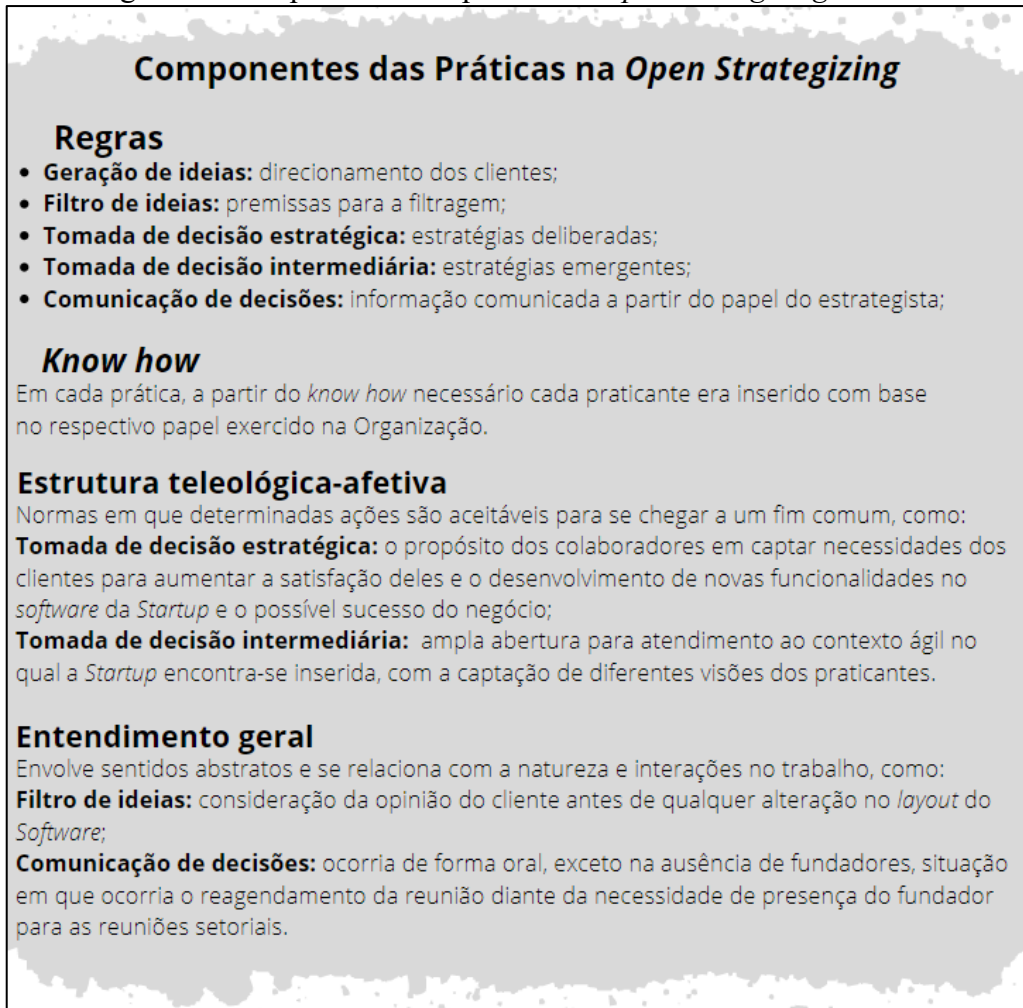 Componentes das Práticas na Open Strategizing
Regras
• Geração de ideias: direcionamento dos clientes;
• Filtro de ideias: premissas para a filtragem;
• Tomada de decisão estratégica: estratégias deliberadas;
• Tomada de decisão intermediária: estratégias emergentes;
• Comunicação de decisões: informação comunicada a partir do papel do estrategista;
Know how
Em cada prática, a partir do know how necessário cada praticante era inserido com base
no respectivo papel exercido na Organização.
Estrutura teleológica-afetiva
Normas em que determinadas ações são aceitáveis para se chegar a um fim comum, como:
Tomada de decisão estratégica: o propósito dos colaboradores em captar necessidades dos
clientes para aumentar a satisfação deles e o desenvolvimento de novas funcionalidades no
software da Startup e o possível sucesso do negócio;
Tomada de decisão intermediária: ampla abertura para atendimento ao contexto ágil no
qual a Startup encontra-se inserida, com a captação de diferentes visões dos praticantes.
Entendimento geral
Envolve sentidos abstratos e se relaciona com a natureza e interações no trabalho, como:
Filtro de ideias: consideração da opinião do cliente antes de qualquer alteração no layout do
Software;
Comunicação de decisões: ocorria de forma oral, exceto na ausência de fundadores, situação
em que ocorria o reagendamento da reunião diante da necessidade de presença do fundador
para as reuniões setoriais.